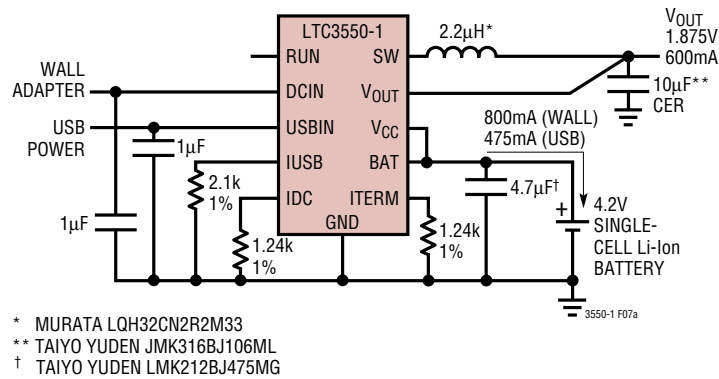 LTC3550-1
RUN
DCIN
USBIN
IUSB
IDC
SW
VOUT
VCC
BAT
ITERM
GND
WALL
ADAPTER
USB
POWER
1µF
1µF
2.1k
1%
1.24k
1%
1.24k
1%
2.2µH*
VOUT
1.875V
600mA
10µF**
CER
800mA (WALL)
475mA (USB)
4.7µF†
+
4.2V
SINGLE-
CELL Li-Ion
BATTERY
3550-1 F07a
* MURATA LQH32CN2R2M33
** TAIYO YUDEN JMK316BJ106ML
† TAIYO YUDEN LMK212BJ475MG